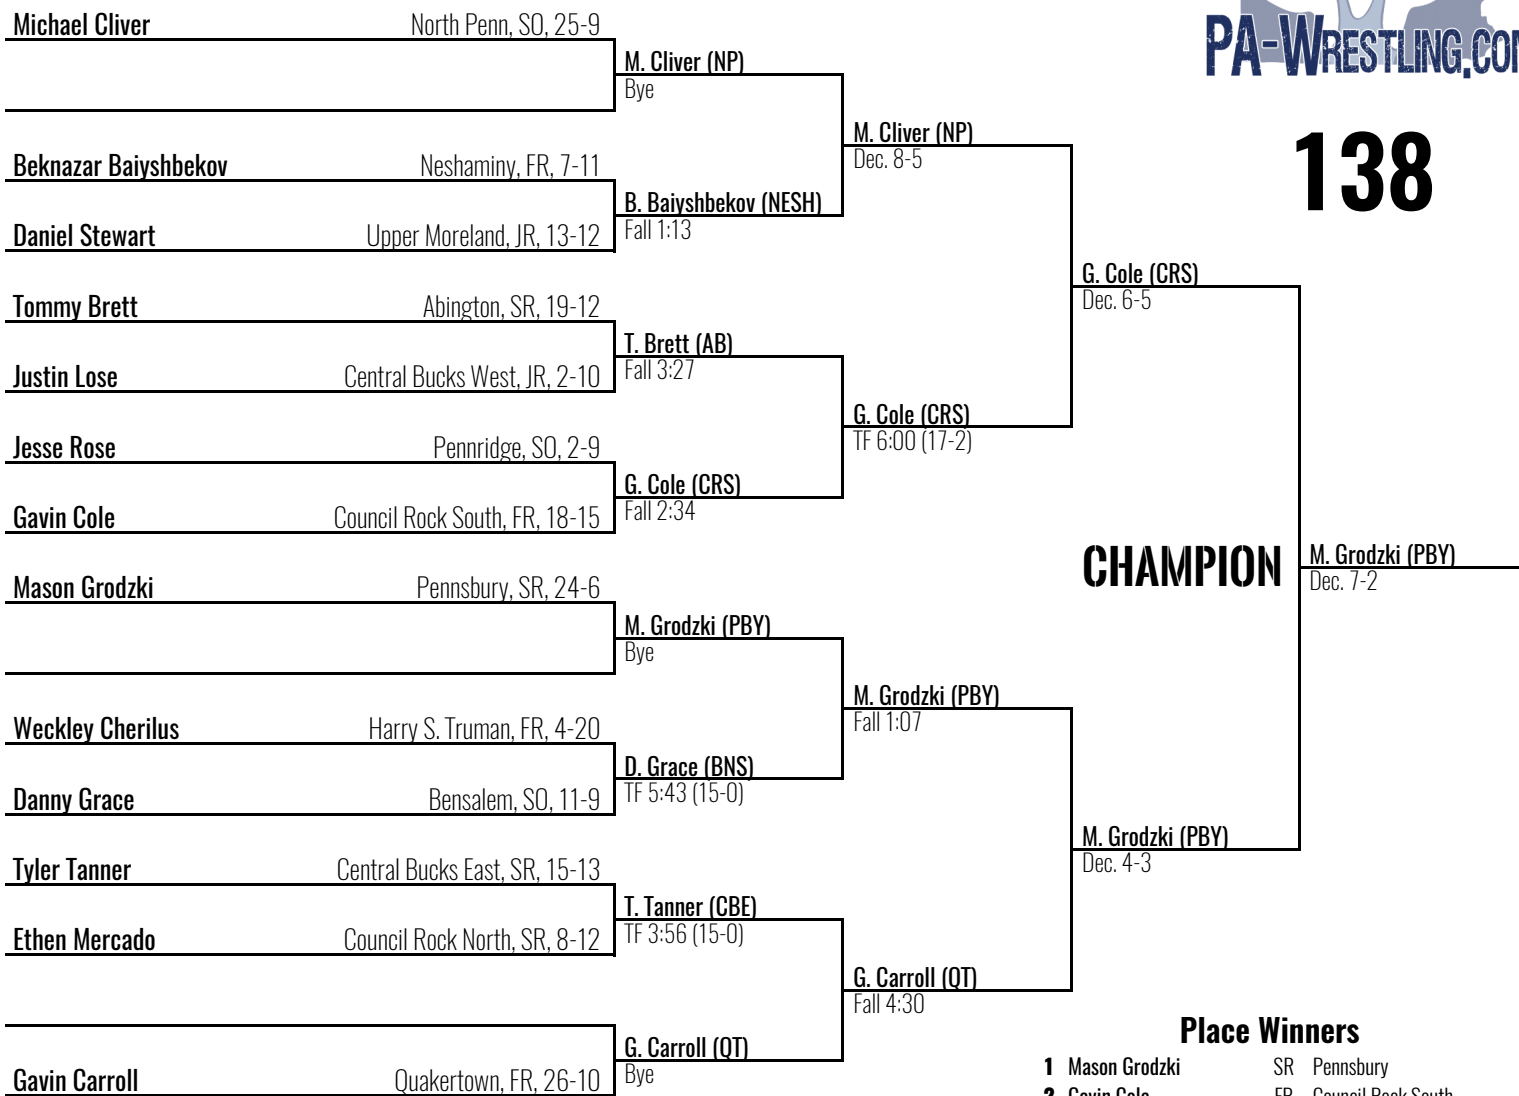 PA-WRESTLING.CO
138
Michael Cliver North Penn, SO, 25-9
M. Cliver (NP)
Bye
M. Cliver (NP)
Dec. 8-5
Beknazar Baiyshbekov Neshaminy, FR, 7-11
B. Baiyshbekov (NESH)
Fall 1:13
Daniel Stewart Upper Moreland, JR, 13-12
G. Cole (CRS)
Dec. 6-5
Tommy Brett Abington, SR, 19-12
T. Brett (AB)
Fall 3:27
Justin Lose Central Bucks West, JR, 2-10
G. Cole (CRS)
TF 6:00 (17-2)
Jesse Rose Pennridge, SO, 2-9
G. Cole (CRS)
Fall 2:34
Gavin Cole Council Rock South, FR, 18-15
CHAMPION
M. Grodzki (PBY)
Dec. 7-2
Mason Grodzki Pennsbury, SR, 24-6
M. Grodzki (PBY)
Bye
M. Grodzki (PBY)
Fall 1:07
Weckley Cherilus Harry S. Truman, FR, 4-20
D. Grace (BNS)
TF 5:43 (15-0)
Danny Grace Bensalem, SO, 11-9
M. Grodzki (PBY)
Dec. 4-3
Tyler Tanner Central Bucks East, SR, 15-13
T. Tanner (CBE)
TF 3:56 (15-0)
Ethen Mercado Council Rock North, SR, 8-12
G. Carroll (QT)
Fall 4:30
G. Carroll (QT)
Bye
Gavin Carroll Quakertown, FR, 26-10
Place Winners
1 Mason Grodzki SR Pennsbury
2 Gavin Cole FR Council Rock South